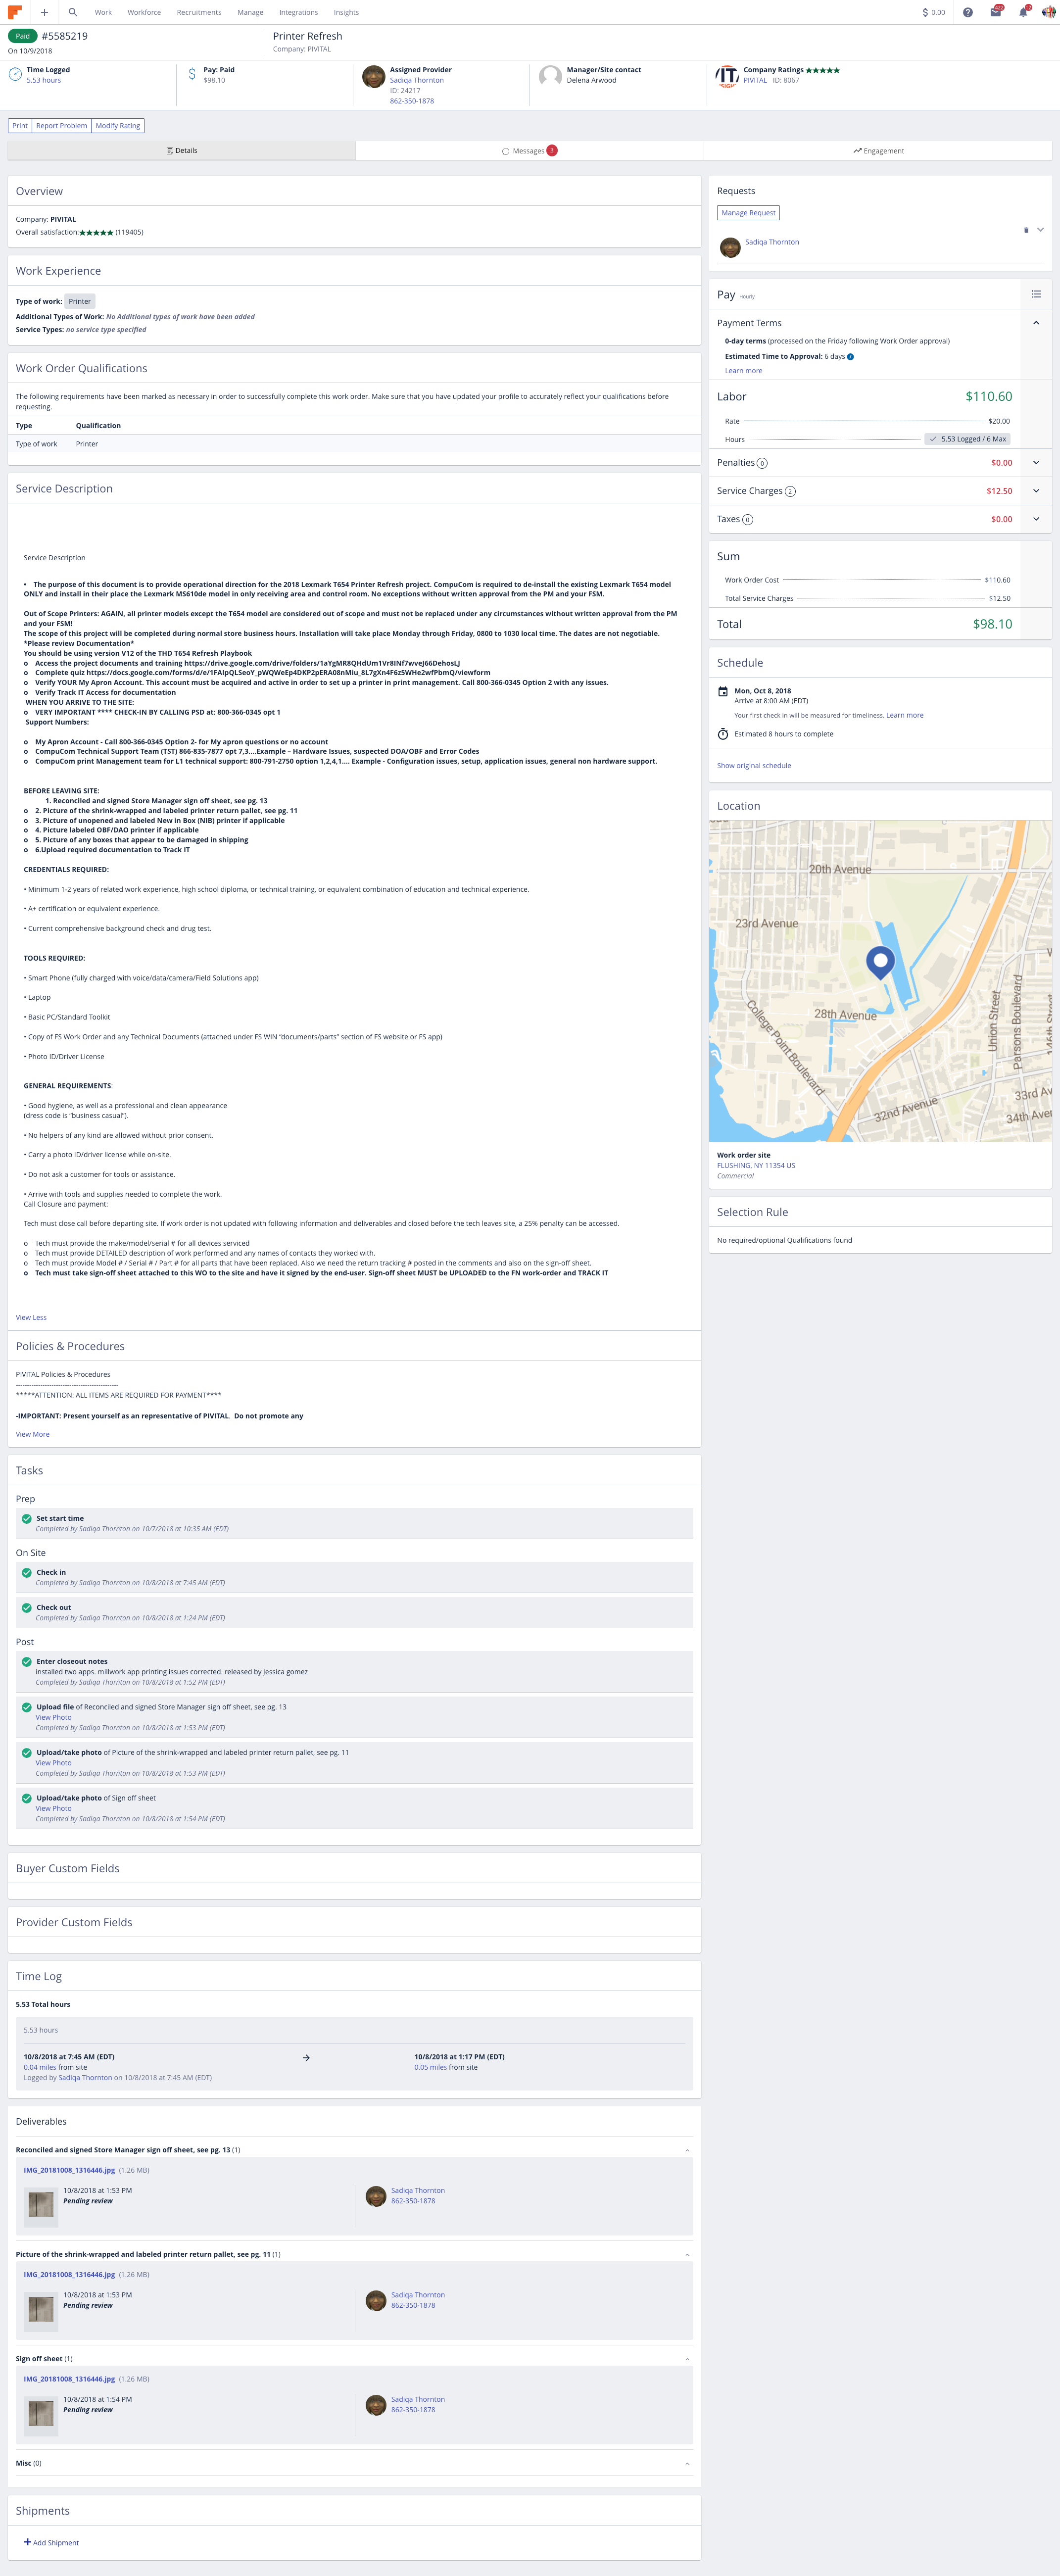 Work Workforce Recruitments Manage Integrations Insights
$ 0.00
Paid #5585219
On 10/9/2018
Printer Refresh
Company: PIVITAL
Time Logged
5.53 hours
Pay: Paid
$98.10
Assigned Provider
Sadiqa Thornton
ID: 24217
862-350-1878
Manager/Site contact
Delena Arwood
Company Ratings
PIVITAL ID: 8067
Print Report Problem Modify Rating
Details
Messages 3
Engagement
Overview
Company: PIVITAL
Overall satisfaction: (119405)
Work Experience
Type of work: Printer
Additional Types of Work: No Additional types of work have been added
Service Types: no service type specified
Work Order Qualifications
The following requirements have been marked as necessary in order to successfully complete this work order. Make sure that you have updated your profile to accurately reflect your qualifications before
requesting.
Type Qualification
Type of work Printer
Service Description
Service Description
• The purpose of this document is to provide operational direction for the 2018 Lexmark T654 Printer Refresh project. CompuCom is required to de-install the existing Lexmark T654 model
ONLY and install in their place the Lexmark MS610de model in only receiving area and control room. No exceptions without written approval from the PM and your FSM.
Out of Scope Printers: AGAIN, all printer models except the T654 model are considered out of scope and must not be replaced under any circumstances without written approval from the PM
and your FSM!
The scope of this project will be completed during normal store business hours. Installation will take place Monday through Friday, 0800 to 1030 local time. The dates are not negotiable.
*Please review Documentation*
You should be using version V12 of the THD T654 Refresh Playbook
o Access the project documents and training https://drive.google.com/drive/folders/1aYgMR8QHdUm1Vr8INf7wveJ66DehosLJ
o Complete quiz https://docs.google.com/forms/d/e/1FAIpQLSeoY_pWQWeEp4DKP2pERA08nMiu_8L7gXn4F6z5WHe2wfPbmQ/viewform
o Verify YOUR My Apron Account. This account must be acquired and active in order to set up a printer in print management. Call 800-366-0345 Option 2 with any issues.
o Verify Track IT Access for documentation
WHEN YOU ARRIVE TO THE SITE:
o VERY IMPORTANT **** CHECK-IN BY CALLING PSD at: 800-366-0345 opt 1
Support Numbers:
o My Apron Account - Call 800-366-0345 Option 2- for My apron questions or no account
o CompuCom Technical Support Team (TST) 866-835-7877 opt 7,3....Example – Hardware Issues, suspected DOA/OBF and Error Codes
o CompuCom print Management team for L1 technical support: 800-791-2750 option 1,2,4,1.... Example - Configuration issues, setup, application issues, general non hardware support.
BEFORE LEAVING SITE:
1. Reconciled and signed Store Manager sign off sheet, see pg. 13
o 2. Picture of the shrink-wrapped and labeled printer return pallet, see pg. 11
o 3. Picture of unopened and labeled New in Box (NIB) printer if applicable
o 4. Picture labeled OBF/DAO printer if applicable
o 5. Picture of any boxes that appear to be damaged in shipping
o 6.Upload required documentation to Track IT
CREDENTIALS REQUIRED:
• Minimum 1-2 years of related work experience, high school diploma, or technical training, or equivalent combination of education and technical experience.
• A+ certification or equivalent experience.
• Current comprehensive background check and drug test.
TOOLS REQUIRED:
• Smart Phone (fully charged with voice/data/camera/Field Solutions app)
• Laptop
• Basic PC/Standard Toolkit
• Copy of FS Work Order and any Technical Documents (attached under FS WIN "documents/parts" section of FS website or FS app)
• Photo ID/Driver License
GENERAL REQUIREMENTS:
• Good hygiene, as well as a professional and clean appearance
(dress code is "business casual").
• No helpers of any kind are allowed without prior consent.
• Carry a photo ID/driver license while on-site.
• Do not ask a customer for tools or assistance.
• Arrive with tools and supplies needed to complete the work.
Call Closure and payment:
Tech must close call before departing site. If work order is not updated with following information and deliverables and closed before the tech leaves site, a 25% penalty can be accessed.
o Tech must provide the make/model/serial # for all devices serviced
o Tech must provide DETAILED description of work performed and any names of contacts they worked with.
o Tech must provide Model # / Serial # / Part # for all parts that have been replaced. Also we need the return tracking # posted in the comments and also on the sign-off sheet.
o Tech must take sign-off sheet attached to this WO to the site and have it signed by the end-user. Sign-off sheet MUST be UPLOADED to the FN work-order and TRACK IT
View Less
Policies & Procedures
PIVITAL Policies & Procedures
----------------------------------------------
*****ATTENTION: ALL ITEMS ARE REQUIRED FOR PAYMENT****
-IMPORTANT: Present yourself as an representative of PIVITAL. Do not promote any
View More
Tasks
Prep
Set start time
Completed by Sadiqa Thornton on 10/7/2018 at 10:35 AM (EDT)
On Site
Check in
Completed by Sadiqa Thornton on 10/8/2018 at 7:45 AM (EDT)
Check out
Completed by Sadiqa Thornton on 10/8/2018 at 1:24 PM (EDT)
Post
Enter closeout notes
installed two apps. millwork app printing issues corrected. released by Jessica gomez
Completed by Sadiqa Thornton on 10/8/2018 at 1:52 PM (EDT)
Upload file of Reconciled and signed Store Manager sign off sheet, see pg. 13
View Photo
Completed by Sadiqa Thornton on 10/8/2018 at 1:53 PM (EDT)
Upload/take photo of Picture of the shrink-wrapped and labeled printer return pallet, see pg. 11
View Photo
Completed by Sadiqa Thornton on 10/8/2018 at 1:53 PM (EDT)
Upload/take photo of Sign off sheet
View Photo
Completed by Sadiqa Thornton on 10/8/2018 at 1:54 PM (EDT)
Buyer Custom Fields
Provider Custom Fields
Time Log
5.53 Total hours
5.53 hours
10/8/2018 at 7:45 AM (EDT)
0.04 miles from site
Logged by Sadiqa Thornton on 10/8/2018 at 7:45 AM (EDT)
10/8/2018 at 1:17 PM (EDT)
0.05 miles from site
Deliverables
Reconciled and signed Store Manager sign off sheet, see pg. 13 (1)
IMG_20181008_1316446.jpg (1.26 MB)
10/8/2018 at 1:53 PM
Pending review
Sadiqa Thornton
862-350-1878
Picture of the shrink-wrapped and labeled printer return pallet, see pg. 11 (1)
IMG_20181008_1316446.jpg (1.26 MB)
10/8/2018 at 1:53 PM
Pending review
Sadiqa Thornton
862-350-1878
Sign off sheet (1)
IMG_20181008_1316446.jpg (1.26 MB)
10/8/2018 at 1:54 PM
Pending review
Sadiqa Thornton
862-350-1878
Misc (0)
Shipments
Add Shipment
Requests
Manage Request
Sadiqa Thornton
Pay Hourly
Payment Terms
0-day terms (processed on the Friday following Work Order approval)
Estimated Time to Approval: 6 days
Learn more
Labor $110.60
Rate $20.00
Hours 5.53 Logged / 6 Max
Penalties 0 $0.00
Service Charges 2 $12.50
Taxes 0 $0.00
Sum
Work Order Cost $110.60
Total Service Charges $12.50
Total $98.10
Schedule
Mon, Oct 8, 2018
Arrive at 8:00 AM (EDT)
Your first check in will be measured for timeliness. Learn more
Estimated 8 hours to complete
Show original schedule
Location
20th Avenue
23rd Avenue
28th Avenue
College Point Boulevard
Union Street
Parsons Boulevard
32nd Avenue
33rd Av
34th Aver
Work order site
FLUSHING, NY 11354 US
Commercial
Selection Rule
No required/optional Qualifications found